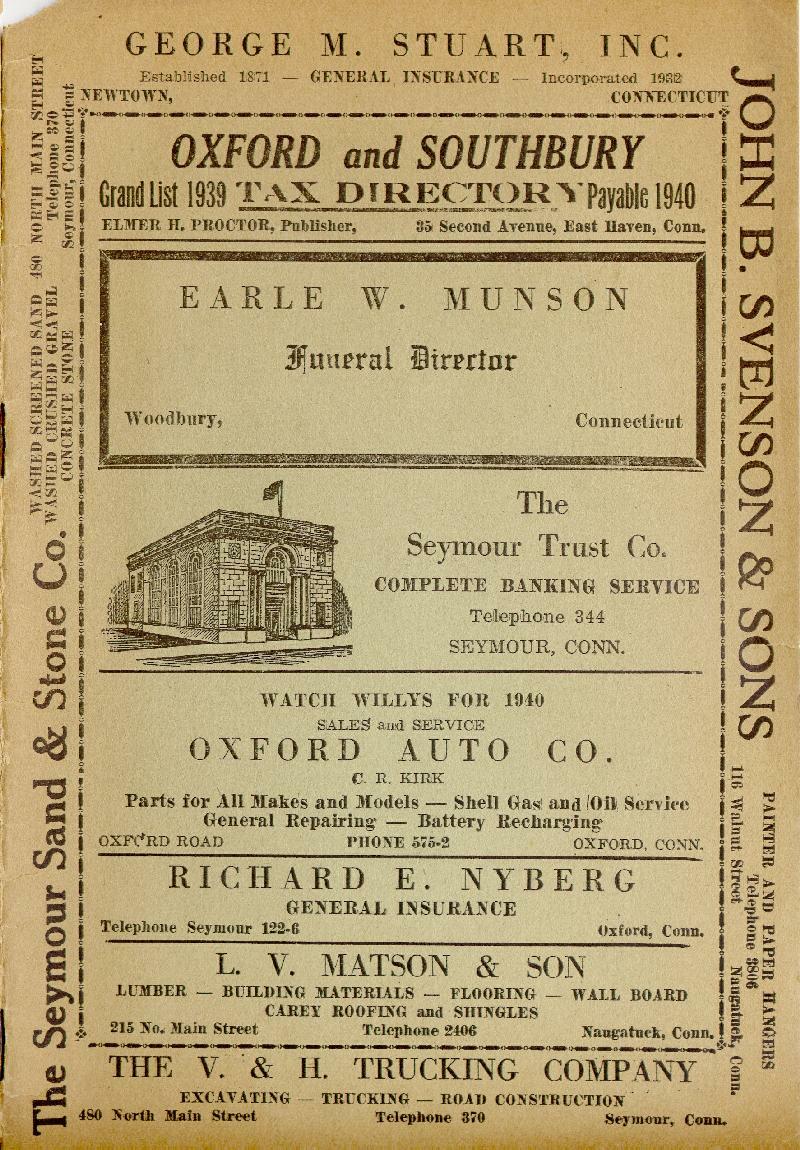 GEORGE M. STUART, INC.
Established 1871 — GENERAL INSURANCE — Incorporated 1932
NEWTOWN, CONNECTICUT
OXFORD and SOUTHBURY
Grand List 1939 TAX DIRECTORY Payable 1940
ELMER H. PROCTOR, Publisher, 35 Second Avenue, East Haven, Conn.
EARLE W. MUNSON
Funeral Director
Woodbury, Connecticut
The
Seymour Trust Co.
COMPLETE BANKING SERVICE
Telephone 344
SEYMOUR, CONN.
WATCH WILLYS FOR 1940
SALES and SERVICE
OXFORD AUTO CO.
C. R. KIRK
Parts for All Makes and Models — Shell Gas and Oil Service
General Repairing — Battery Recharging
OXFORD ROAD PHONE 575-2 OXFORD, CONN.
RICHARD E. NYBERG
GENERAL INSURANCE
Telephone Seymour 122-6 Oxford, Conn.
L. V. MATSON & SON
LUMBER — BUILDING MATERIALS — FLOORING — WALL BOARD
CAREY ROOFING and SHINGLES
215 No. Main Street Telephone 2406 Naugatuck, Conn.
THE V. & H. TRUCKING COMPANY
EXCAVATING — TRUCKING — ROAD CONSTRUCTION
480 North Main Street Telephone 370 Seymour, Conn.
The Seymour Sand & Stone Co.
WASHED SCREENED SAND 480 NORTH MAIN STREET
WASHED CRUSHED GRAVEL Telephone 370
CONCRETE STONE Seymour, Connecticut
JOHN B. SVENSON & SONS
PAINTER AND PAPER HANGERS
Telephone 3806
116 Walnut Street Naugatuck, Conn.